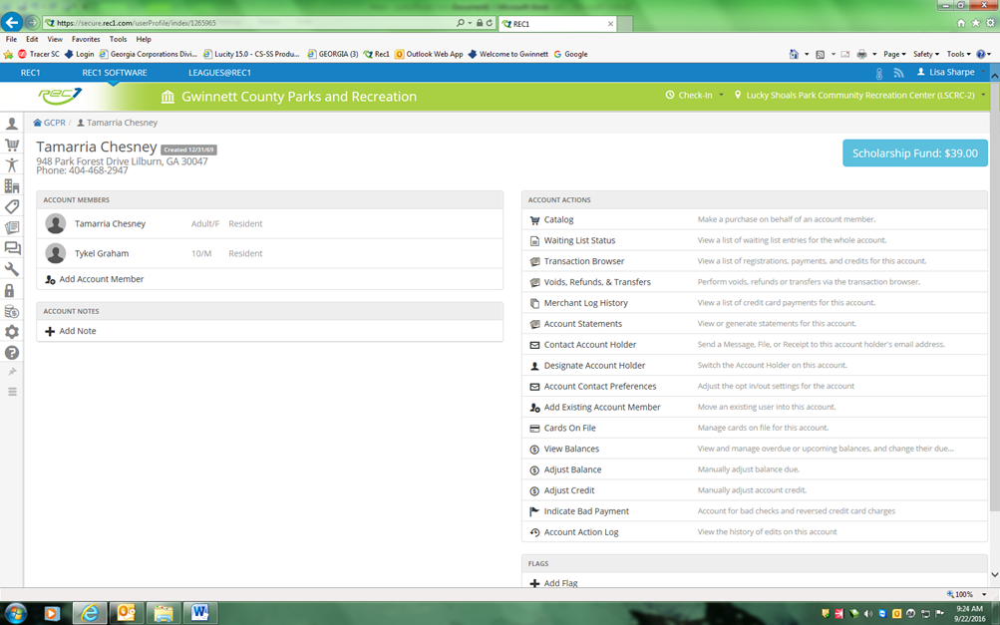 https://secure.rec1.com/userProfile/index/1265965
REC1
File Edit View Favorites Tools Help
Tracer SC Login Georgia Corporations Divi... Lucity 15.0 - CS-SS Produ... GEORGIA (3) Rec1 Outlook Web App Welcome to Gwinnett Google
Page Safety Tools
REC1 REC1 SOFTWARE LEAGUES@REC1 Lisa Sharpe
rec1 Gwinnett County Parks and Recreation Check-In Lucky Shoals Park Community Recreation Center (LSCRC-2)
GCPR / Tamarria Chesney
Tamarria Chesney Created 12/31/69
948 Park Forest Drive Lilburn, GA 30047
Phone: 404-468-2947
Scholarship Fund: $39.00
ACCOUNT MEMBERS
Tamarria Chesney Adult/F Resident
Tykel Graham 10/M Resident
Add Account Member
ACCOUNT NOTES
Add Note
ACCOUNT ACTIONS
Catalog Make a purchase on behalf of an account member.
Waiting List Status View a list of waiting list entries for the whole account.
Transaction Browser View a list of registrations, payments, and credits for this account.
Voids, Refunds, & Transfers Perform voids, refunds or transfers via the transaction browser.
Merchant Log History View a list of credit card payments for this account.
Account Statements View or generate statements for this account.
Contact Account Holder Send a Message, File, or Receipt to this account holder's email address.
Designate Account Holder Switch the Account Holder on this account.
Account Contact Preferences Adjust the opt in/out settings for the account
Add Existing Account Member Move an existing user into this account.
Cards On File Manage cards on file for this account.
View Balances View and manage overdue or upcoming balances, and change their due...
Adjust Balance Manually adjust balance due.
Adjust Credit Manually adjust account credit.
Indicate Bad Payment Account for bad checks and reversed credit card charges
Account Action Log View the history of edits on this account
FLAGS
Add Flag
100%
9:24 AM
9/22/2016